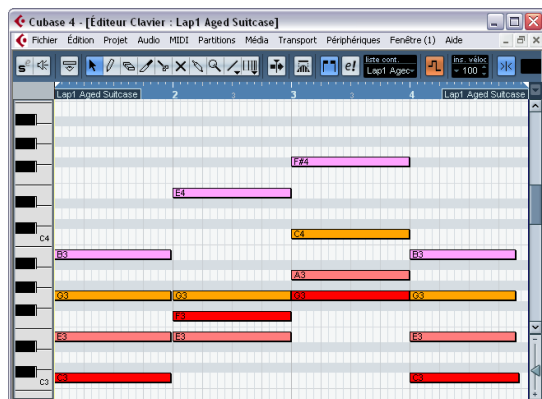 Cubase 4 - [Éditeur Clavier : Lap1 Aged Suitcase]
Fichier Édition Projet Audio MIDI Partitions Média Transport Périphériques Fenêtre (1) Aide
liste cont. ins. véloc
Lap1 Agec 100
Lap1 Aged Suitcase 2 3 3 3 4 Lap1 Aged Suitcase
F#4
E4
C4 C4
B3 B3
A3
G3 G3 G3 G3
F3
E3 E3 E3
C3 C3 C3